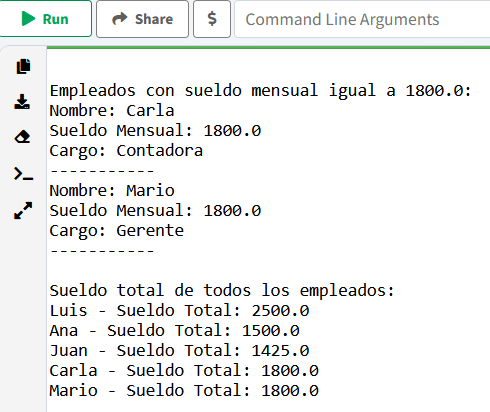 Run
Share
$
Command Line Arguments
Empleados con sueldo mensual igual a 1800.0:
Nombre: Carla
Sueldo Mensual: 1800.0
Cargo: Contadora
-----------
Nombre: Mario
Sueldo Mensual: 1800.0
Cargo: Gerente
-----------
Sueldo total de todos los empleados:
Luis - Sueldo Total: 2500.0
Ana - Sueldo Total: 1500.0
Juan - Sueldo Total: 1425.0
Carla - Sueldo Total: 1800.0
Mario - Sueldo Total: 1800.0